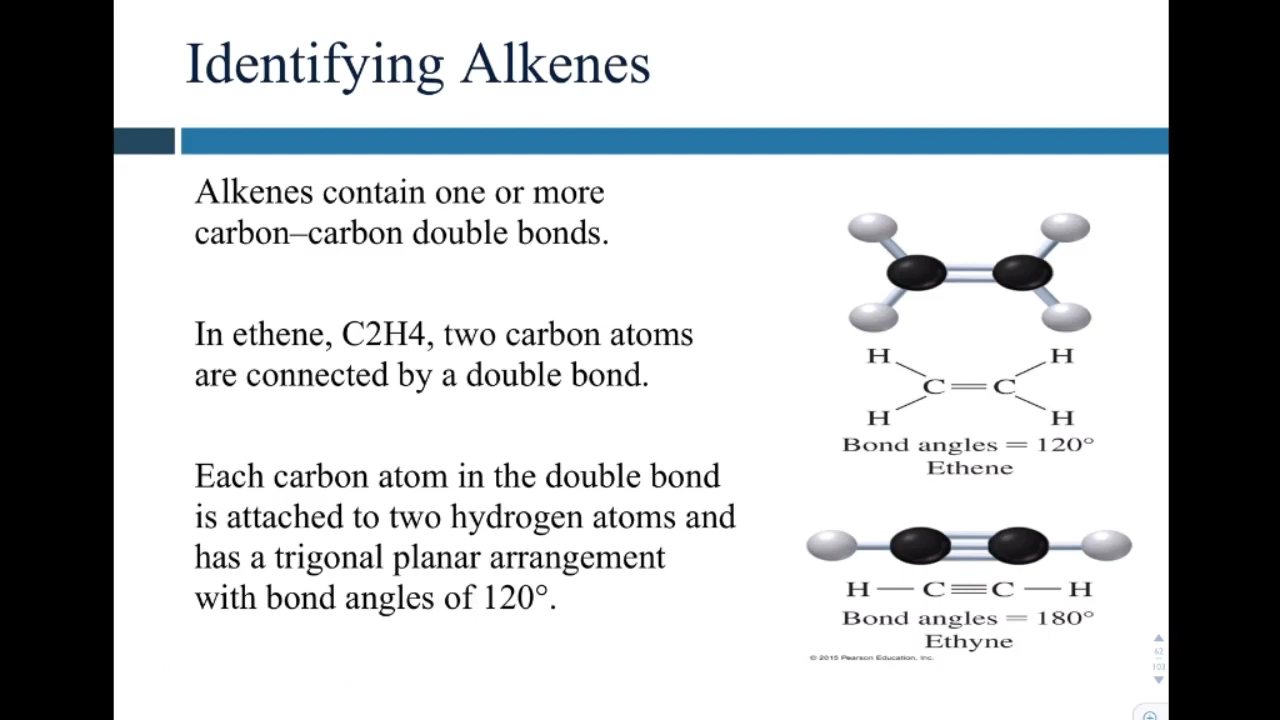 Identifying Alkenes
Alkenes contain one or more
carbon–carbon double bonds.
In ethene, C2H4, two carbon atoms
are connected by a double bond.
Each carbon atom in the double bond
is attached to two hydrogen atoms and
has a trigonal planar arrangement
with bond angles of 120°.
H H
C=C
H H
Bond angles = 120°
Ethene
H—C≡C—H
Bond angles = 180°
Ethyne
© 2015 Pearson Education, Inc.
62
103